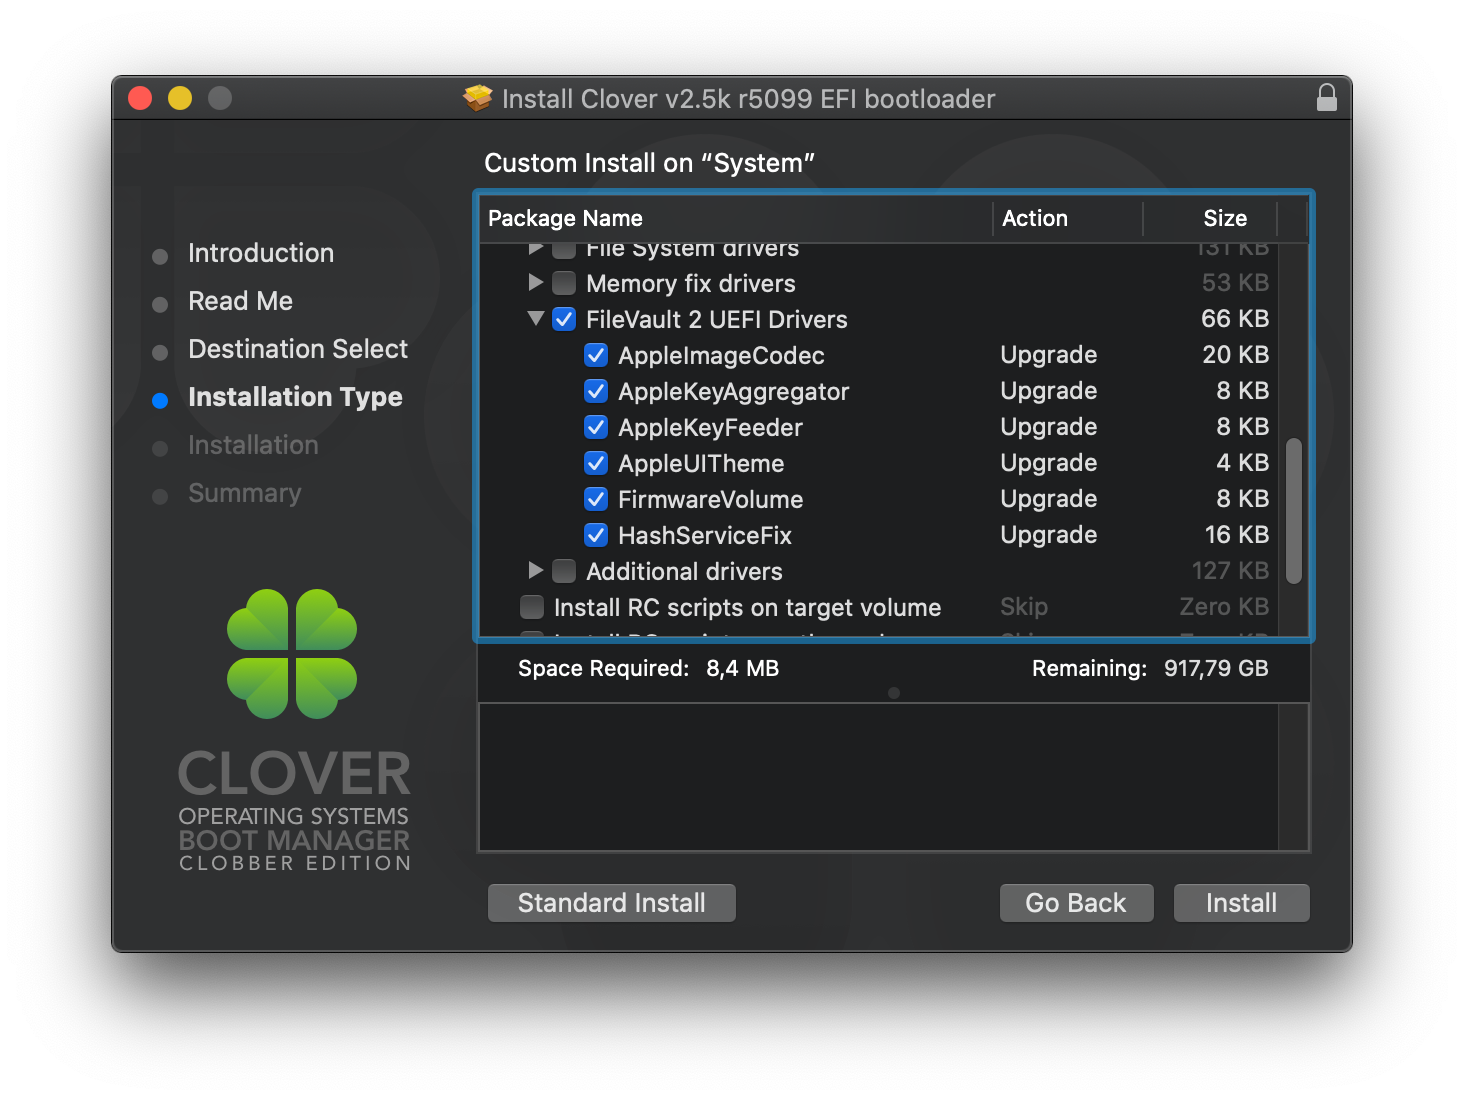 Install Clover v2.5k r5099 EFI bootloader
Custom Install on “System”
Package Name Action Size
File System drivers 131 KB
Memory fix drivers 53 KB
FileVault 2 UEFI Drivers 66 KB
AppleImageCodec Upgrade 20 KB
AppleKeyAggregator Upgrade 8 KB
AppleKeyFeeder Upgrade 8 KB
AppleUITheme Upgrade 4 KB
FirmwareVolume Upgrade 8 KB
HashServiceFix Upgrade 16 KB
Additional drivers 127 KB
Install RC scripts on target volume Skip Zero KB
Space Required: 8,4 MB Remaining: 917,79 GB
Introduction
Read Me
Destination Select
Installation Type
Installation
Summary
CLOVER
OPERATING SYSTEMS
BOOT MANAGER
CLOBBER EDITION
Standard Install Go Back Install